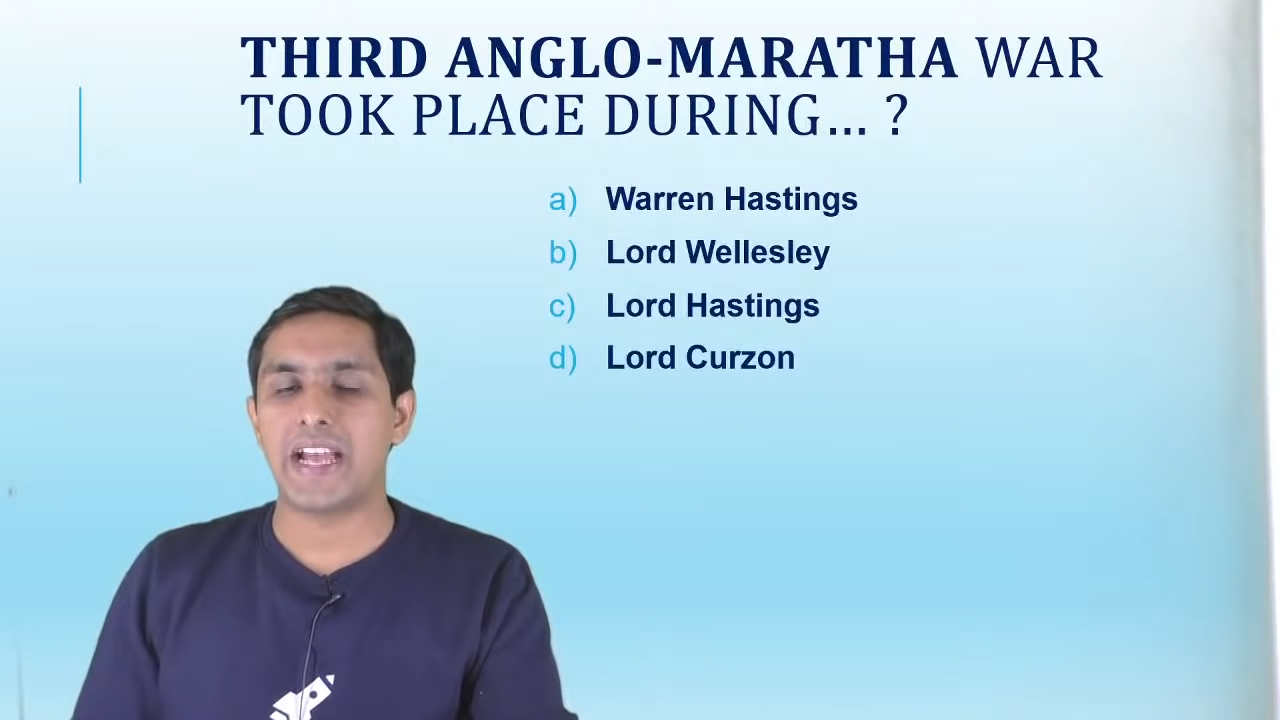 THIRD ANGLO-MARATHA WAR
TOOK PLACE DURING... ?
a) Warren Hastings
b) Lord Wellesley
c) Lord Hastings
d) Lord Curzon